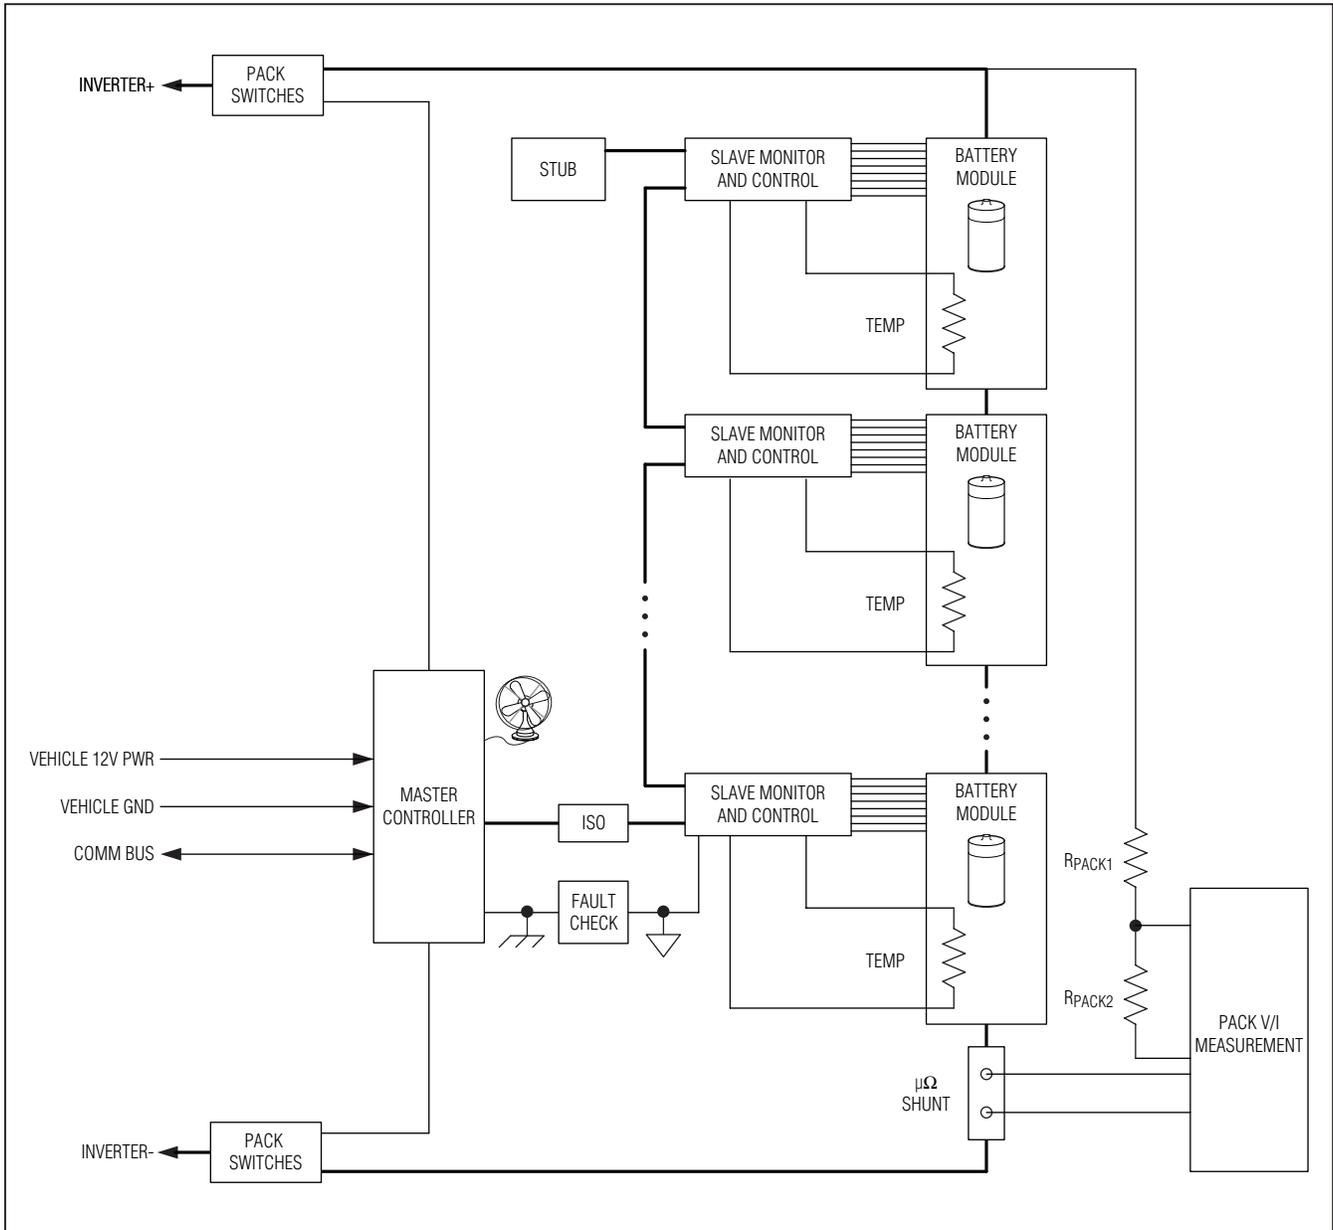 INVERTER+
PACK
SWITCHES
STUB
SLAVE MONITOR
AND CONTROL
BATTERY
MODULE
TEMP
SLAVE MONITOR
AND CONTROL
BATTERY
MODULE
TEMP
VEHICLE 12V PWR
VEHICLE GND
COMM BUS
MASTER
CONTROLLER
ISO
FAULT
CHECK
SLAVE MONITOR
AND CONTROL
BATTERY
MODULE
TEMP
RPACK1
RPACK2
PACK V/I
MEASUREMENT
μΩ
SHUNT
INVERTER-
PACK
SWITCHES